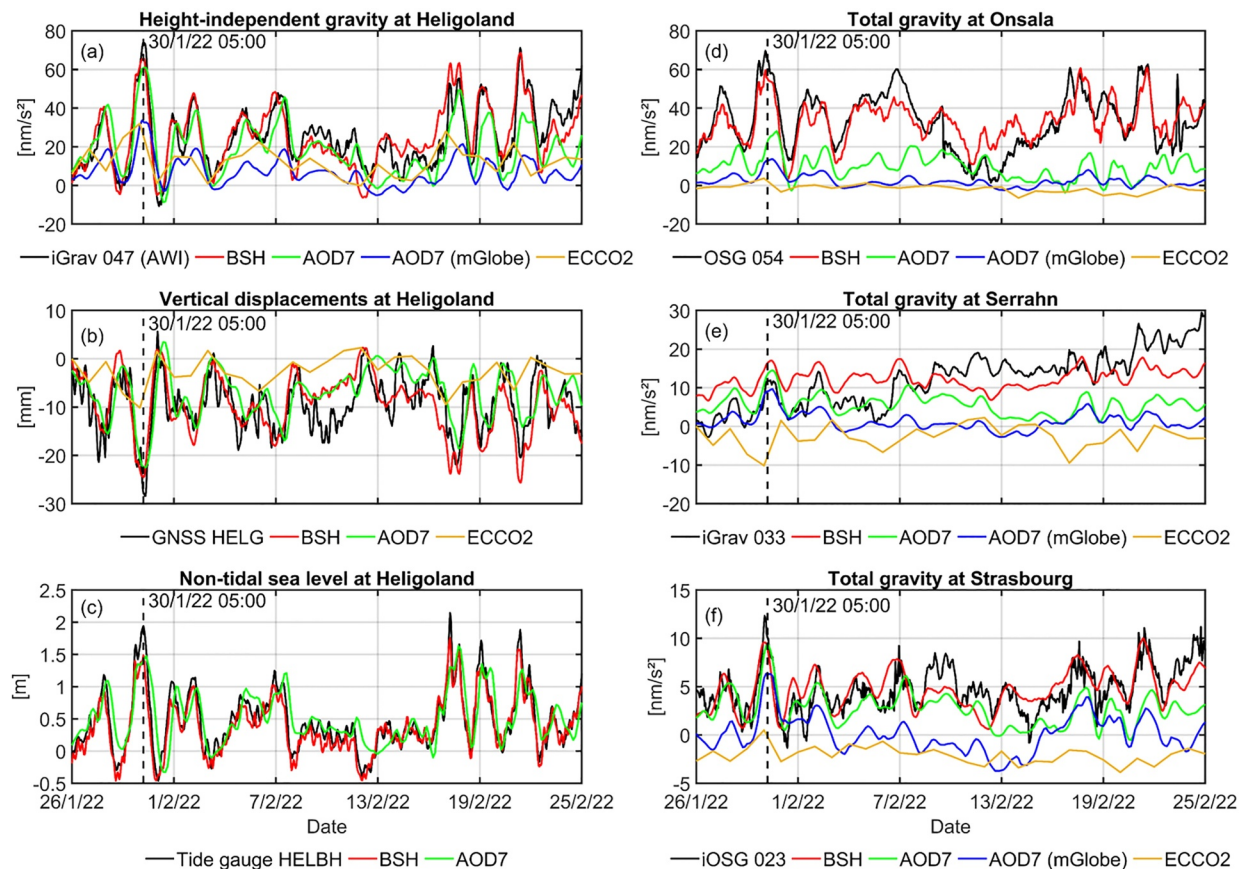 Height-independent gravity at Heligoland
(a)
30/1/22 05:00
80
60
40
20
0
-20
[nm/s²]
iGrav 047 (AWI) BSH AOD7 AOD7 (mGlobe) ECCO2
Vertical displacements at Heligoland
(b)
30/1/22 05:00
10
0
-10
-20
-30
[mm]
GNSS HELG BSH AOD7 ECCO2
Non-tidal sea level at Heligoland
(c)
30/1/22 05:00
2.5
2
1.5
1
0.5
0
-0.5
[m]
26/1/22 1/2/22 7/2/22 13/2/22 19/2/22 25/2/22
Date
Tide gauge HELBH BSH AOD7
Total gravity at Onsala
(d)
30/1/22 05:00
80
60
40
20
0
-20
[nm/s²]
OSG 054 BSH AOD7 AOD7 (mGlobe) ECCO2
Total gravity at Serrahn
(e)
30/1/22 05:00
30
20
10
0
-10
20
[nm/s²]
iGrav 033 BSH AOD7 AOD7 (mGlobe) ECCO2
Total gravity at Strasbourg
(f)
30/1/22 05:00
15
10
5
0
-5
[nm/s²]
26/1/22 1/2/22 7/2/22 13/2/22 19/2/22 25/2/22
Date
iOSG 023 BSH AOD7 AOD7 (mGlobe) ECCO2